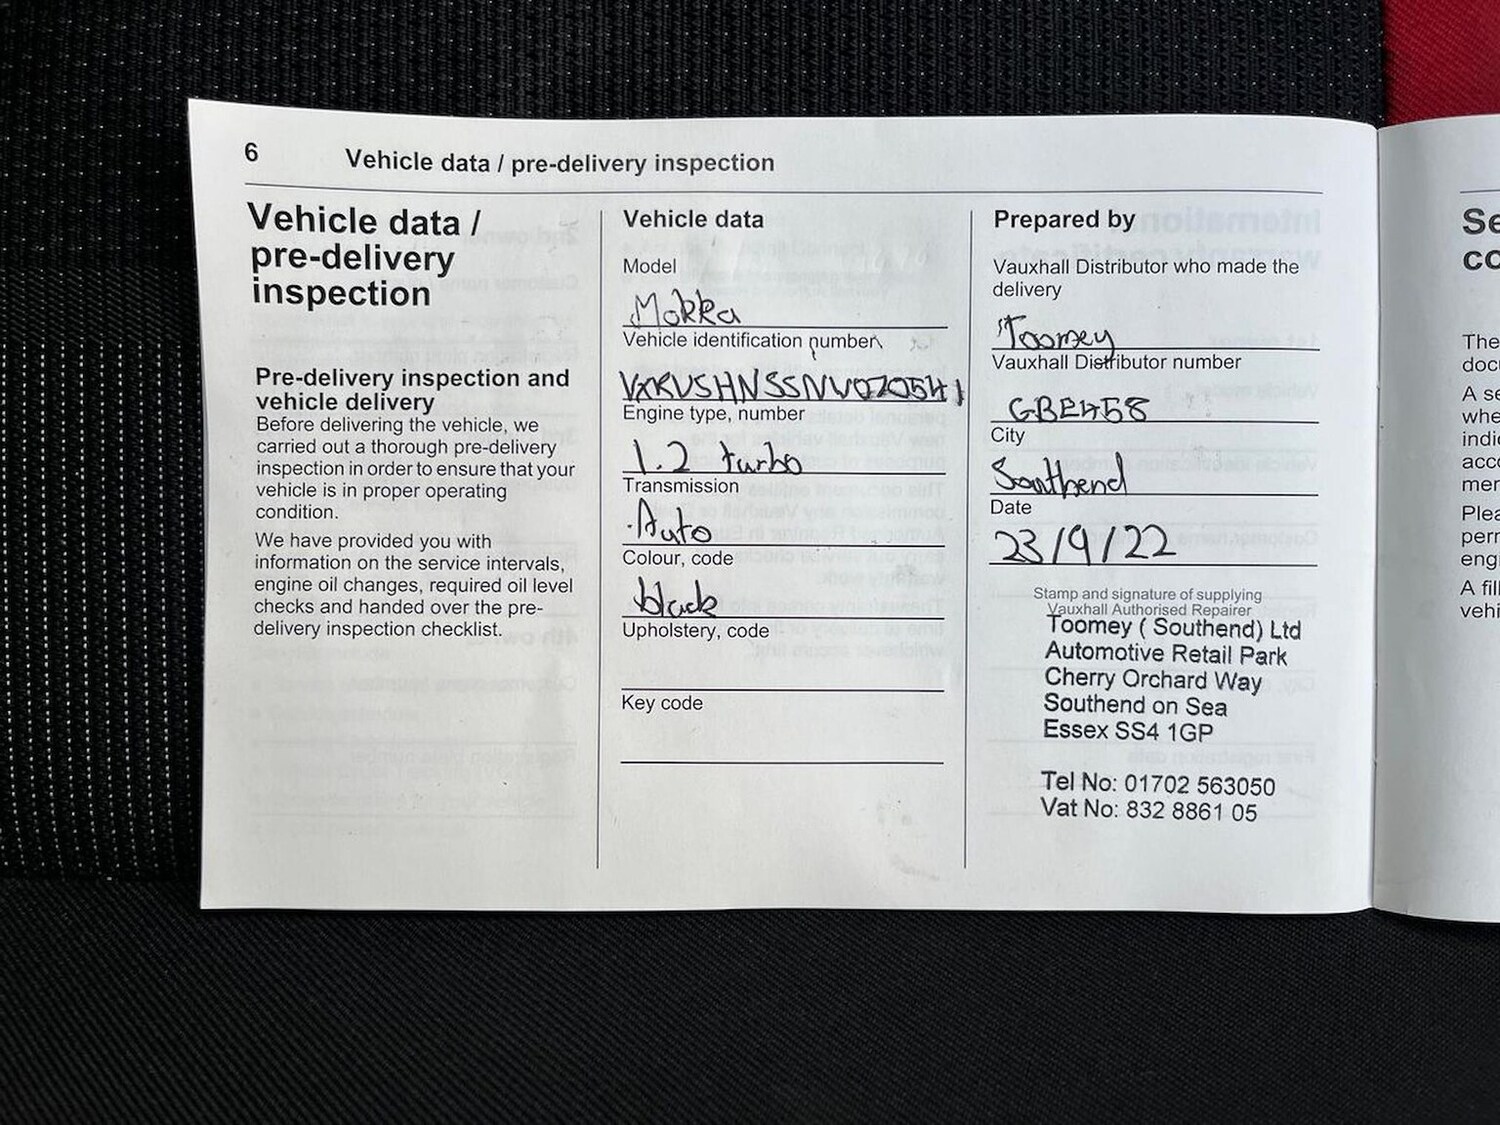 6
Vehicle data / pre-delivery inspection
Vehicle data /
pre-delivery
inspection
Pre-delivery inspection and
vehicle delivery
Before delivering the vehicle, we
carried out a thorough pre-delivery
inspection in order to ensure that your
vehicle is in proper operating
condition.
We have provided you with
information on the service intervals,
engine oil changes, required oil level
checks and handed over the pre-
delivery inspection checklist.
Vehicle data
Model
Mokka
Vehicle identification number
Engine type, number
1.2 turbo
Transmission
Auto
Colour, code
black
Upholstery, code
Key code
Prepared by
Vauxhall Distributor who made the
delivery
Toomey
Vauxhall Distributor number
GBE458
City
Southend
Date
23/9/22
Stamp and signature of supplying
Vauxhall Authorised Repairer
Toomey ( Southend) Ltd
Automotive Retail Park
Cherry Orchard Way
Southend on Sea
Essex SS4 1GP
Tel No: 01702 563050
Vat No: 832 8861 05